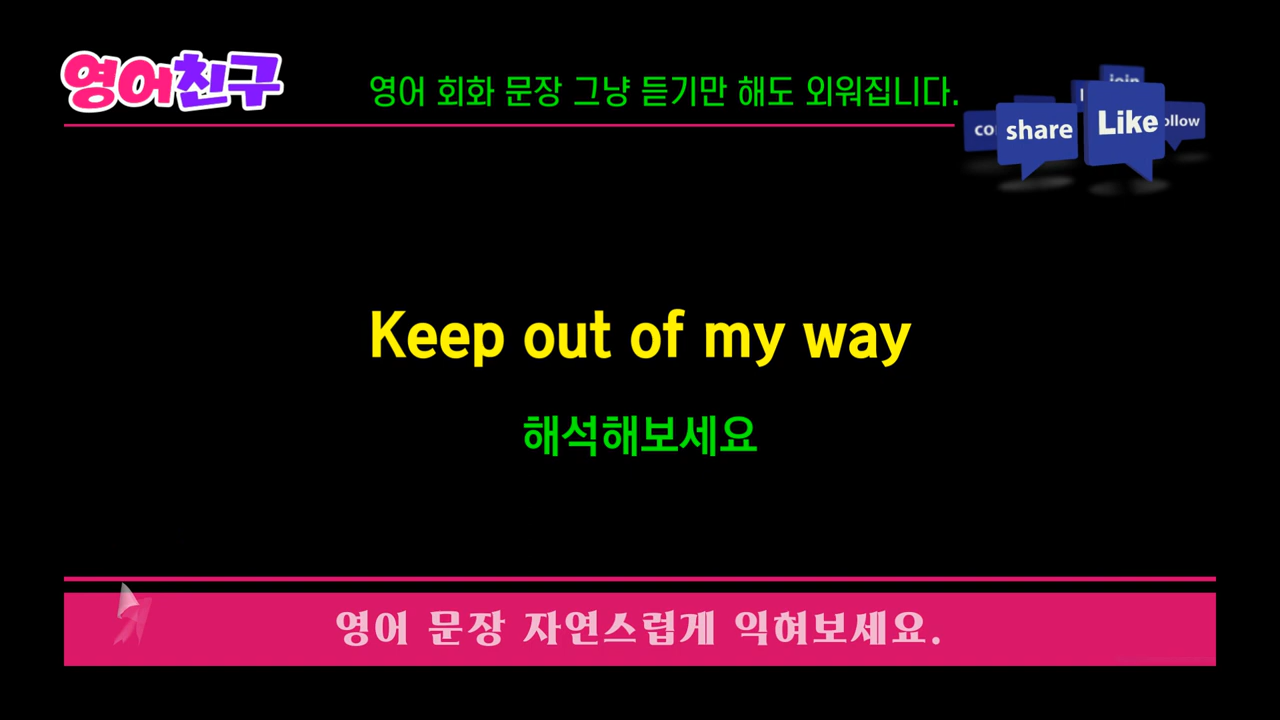 영어친구
영어 회화 문장 그냥 듣기만 해도 외워집니다.
join
share
Like
Keep out of my way
해석해보세요
영어 문장 자연스럽게 익혀보세요.